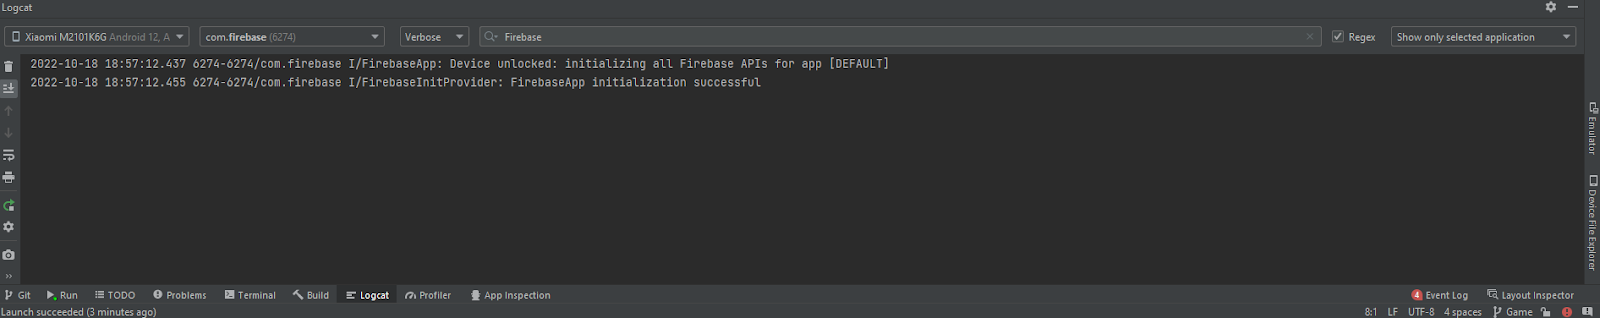 Logcat
Xiaomi M2101K6G Android 12, A com.firebase (6274) Verbose Firebase Regex Show only selected application
2022-10-18 18:57:12.437 6274-6274/com.firebase I/FirebaseApp: Device unlocked: initializing all Firebase APIs for app [DEFAULT]
2022-10-18 18:57:12.455 6274-6274/com.firebase I/FirebaseInitProvider: FirebaseApp initialization successful
Emulator
Device File Explorer
Git Run TODO Problems Terminal Build Logcat Profiler App Inspection 4 Event Log Layout Inspector
Launch succeeded (3 minutes ago) 8:1 LF UTF-8 4 spaces Game